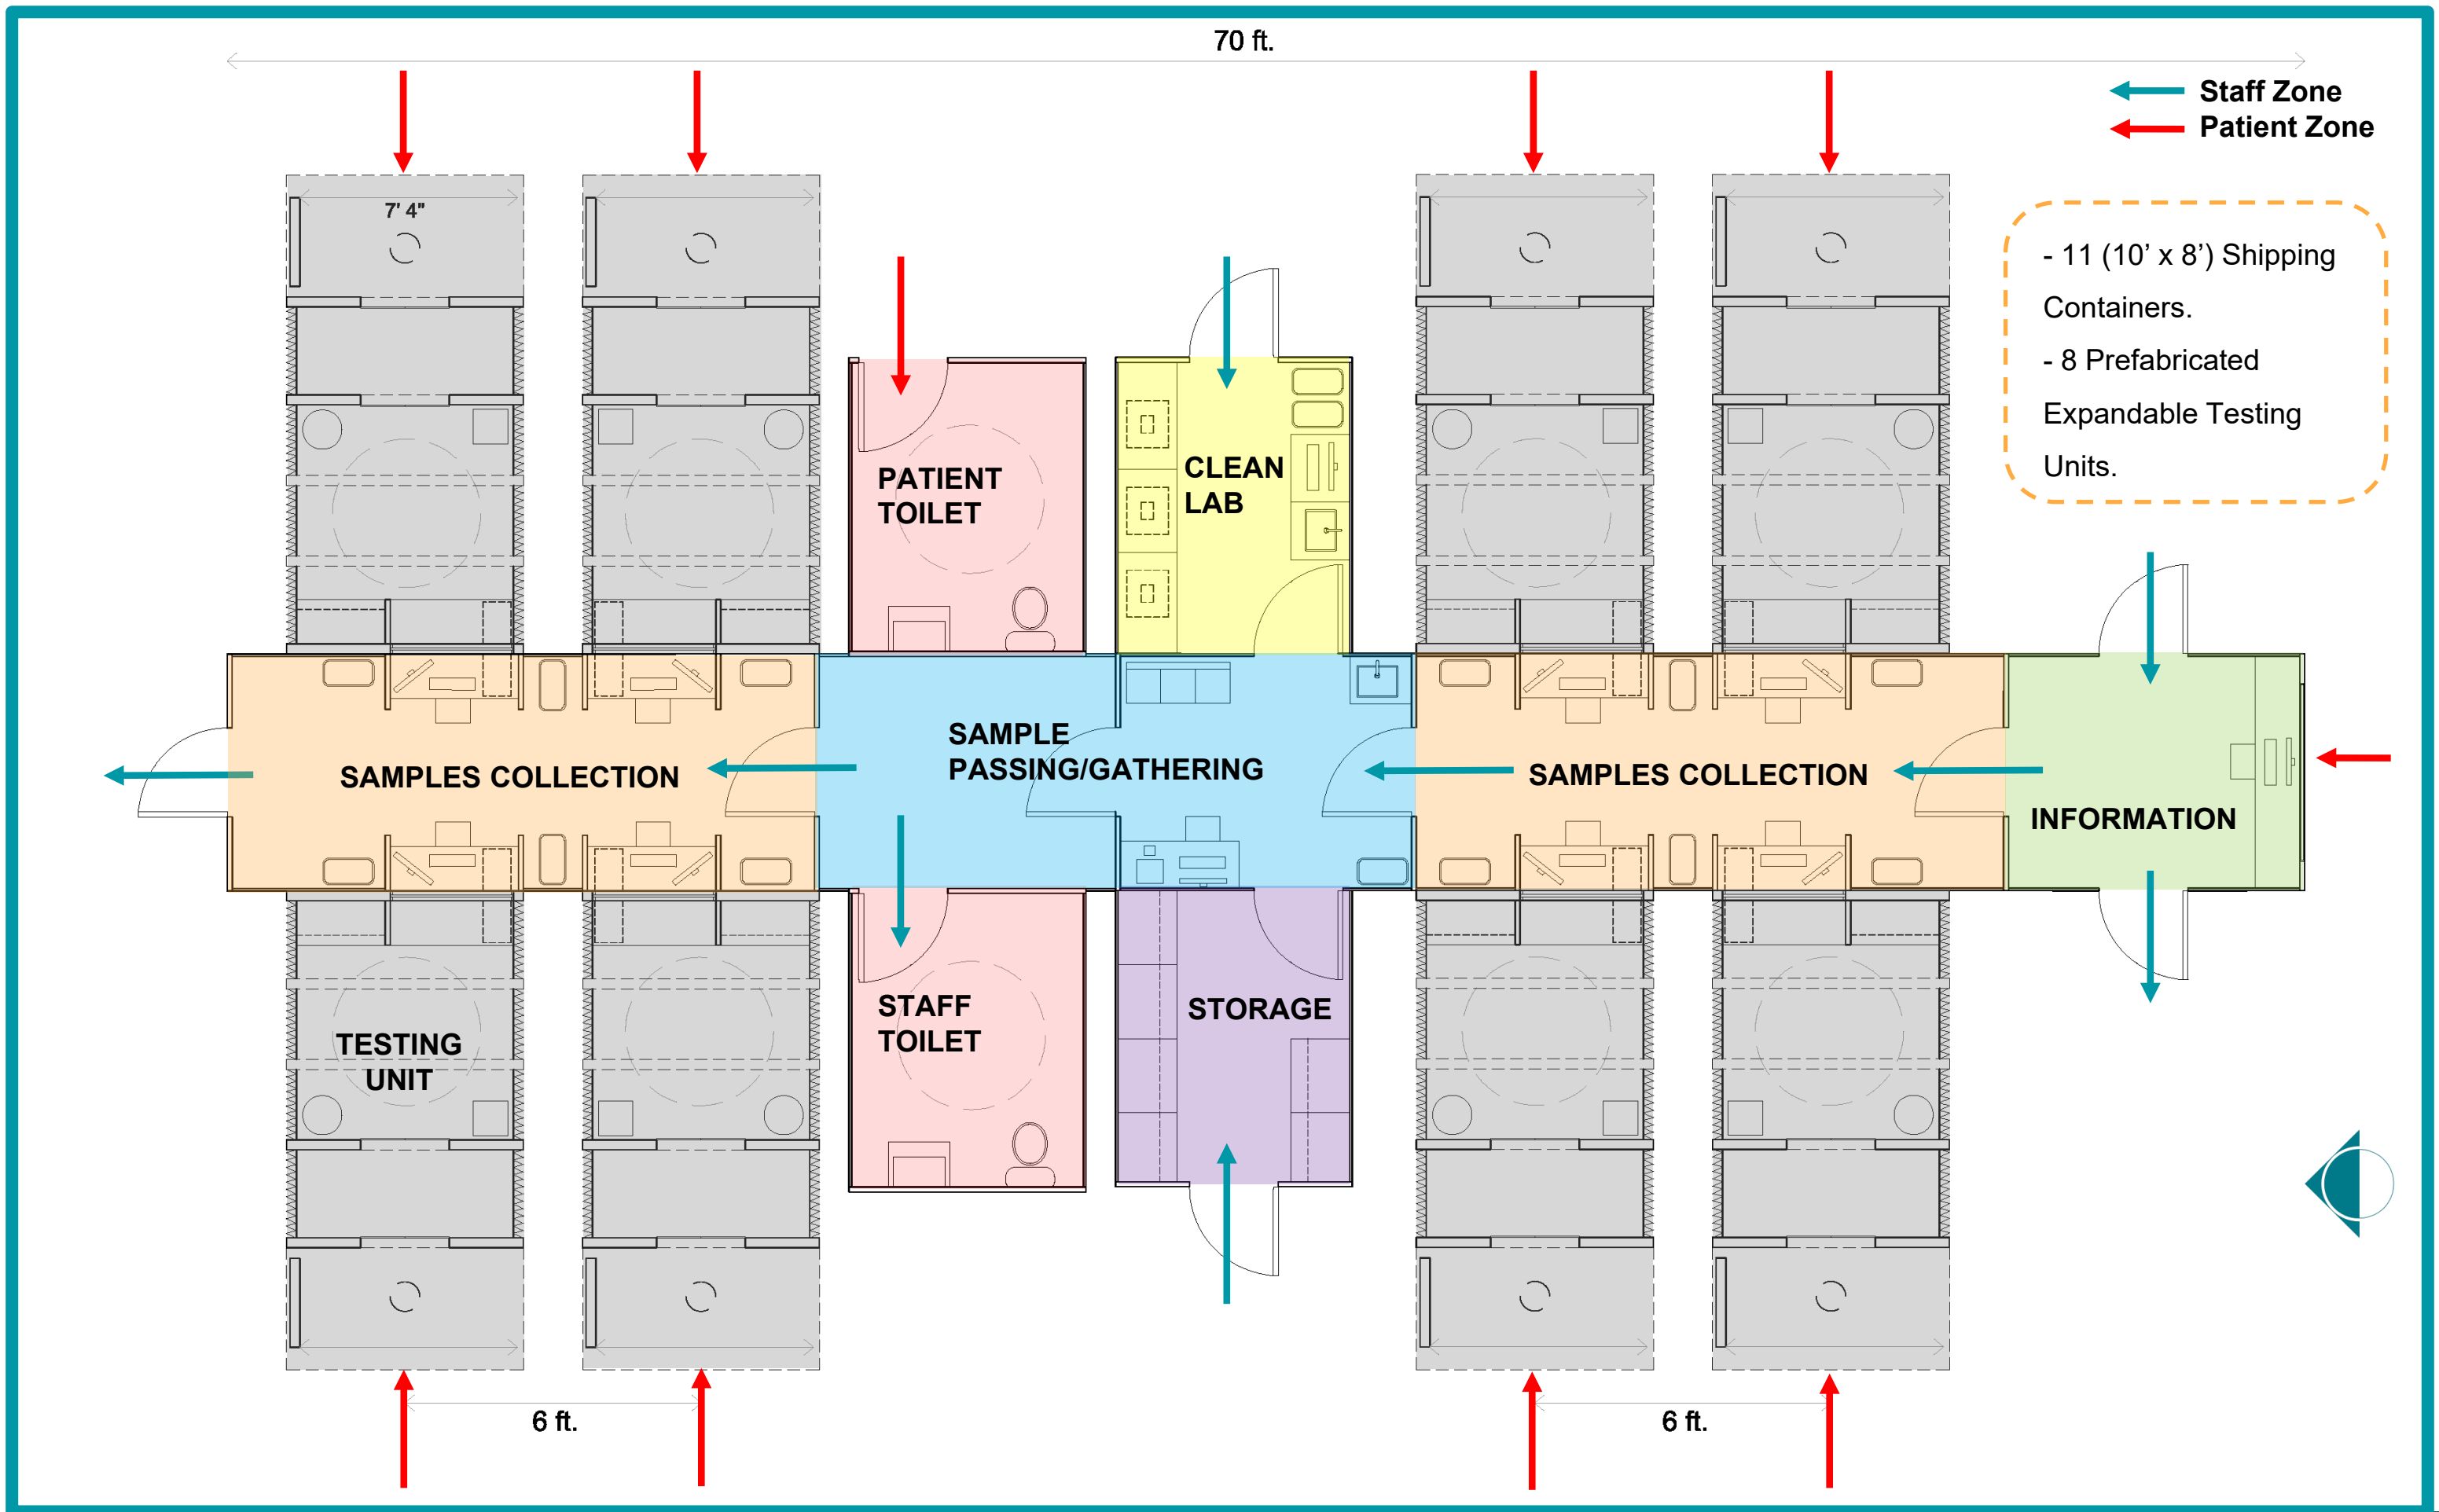 70 ft.
Staff Zone
Patient Zone
7' 4"
- 11 (10’ x 8’) Shipping
Containers.
- 8 Prefabricated
Expandable Testing
Units.
PATIENT
TOILET
CLEAN
LAB
SAMPLES COLLECTION
SAMPLE
PASSING/GATHERING
SAMPLES COLLECTION
INFORMATION
TESTING
UNIT
STAFF
TOILET
STORAGE
6 ft.
6 ft.